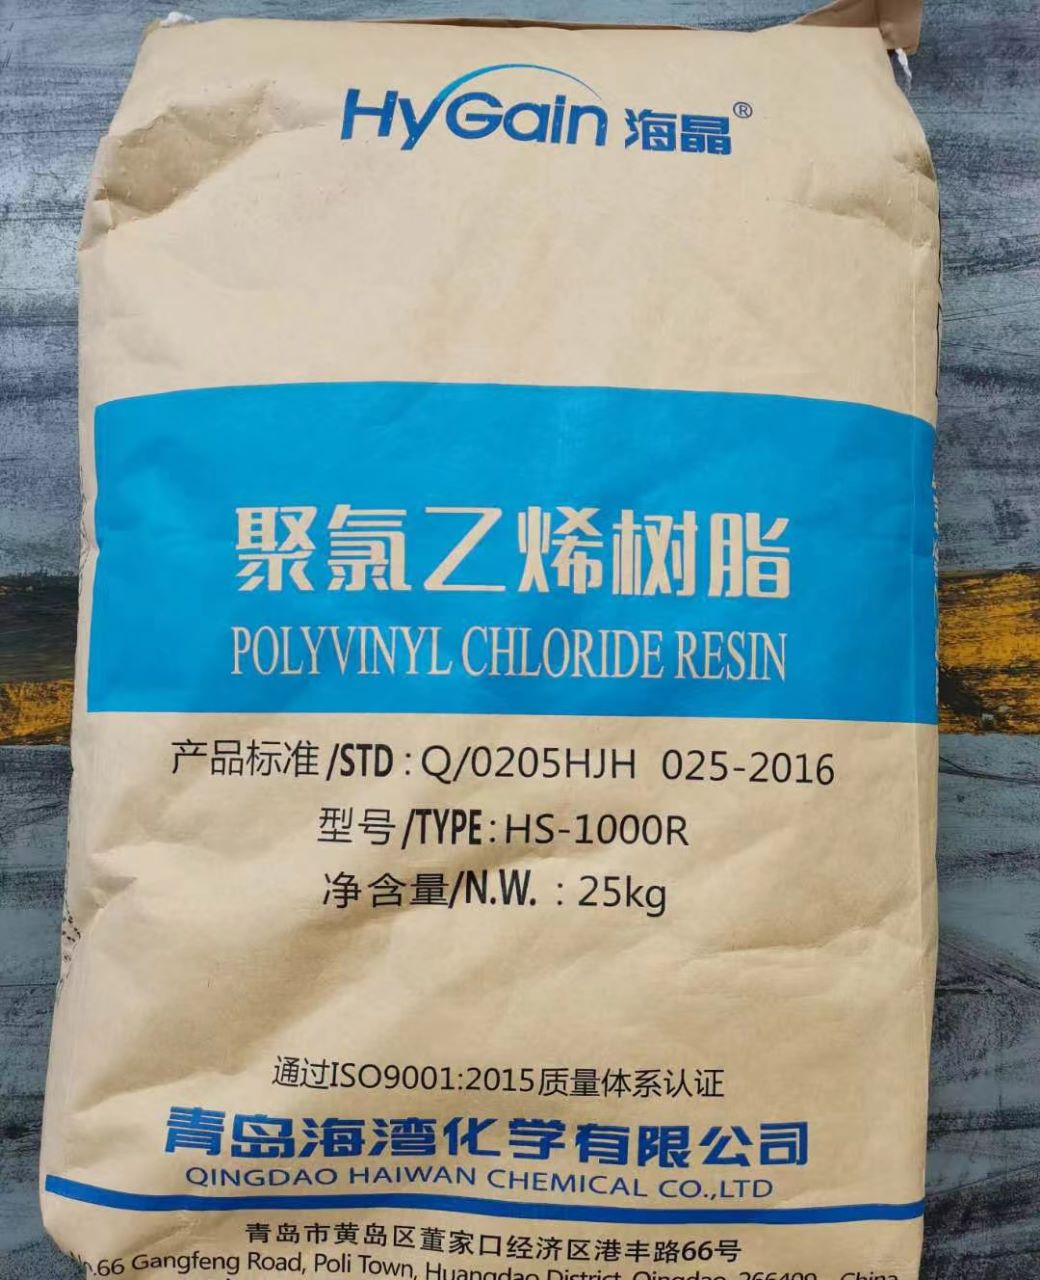 HyGain 海晶®
聚氯乙烯树脂
POLYVINYL CHLORIDE RESIN
产品标准/STD:Q/0205HJH 025-2016
型号/TYPE:HS-1000R
净含量/N.W. : 25kg
通过ISO9001:2015质量体系认证
青岛海湾化学有限公司
QINGDAO HAIWAN CHEMICAL CO.,LTD
青岛市黄岛区董家口经济区港丰路66号
.66 Gangfeng Road, Poli Town, Huangdao District, Qingdao, 266409, China